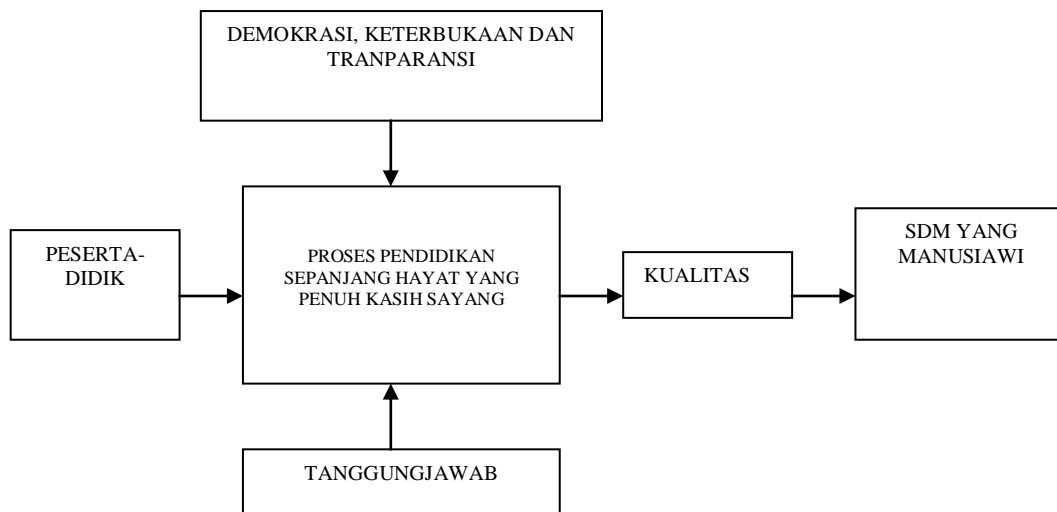 DEMOKRASI, KETERBUKAAN DAN
TRANPARANSI
PESERTA-
DIDIK
PROSES PENDIDIKAN
SEPANJANG HAYAT YANG
PENUH KASIH SAYANG
KUALITAS
SDM YANG
MANUSIAWI
TANGGUNGJAWAB